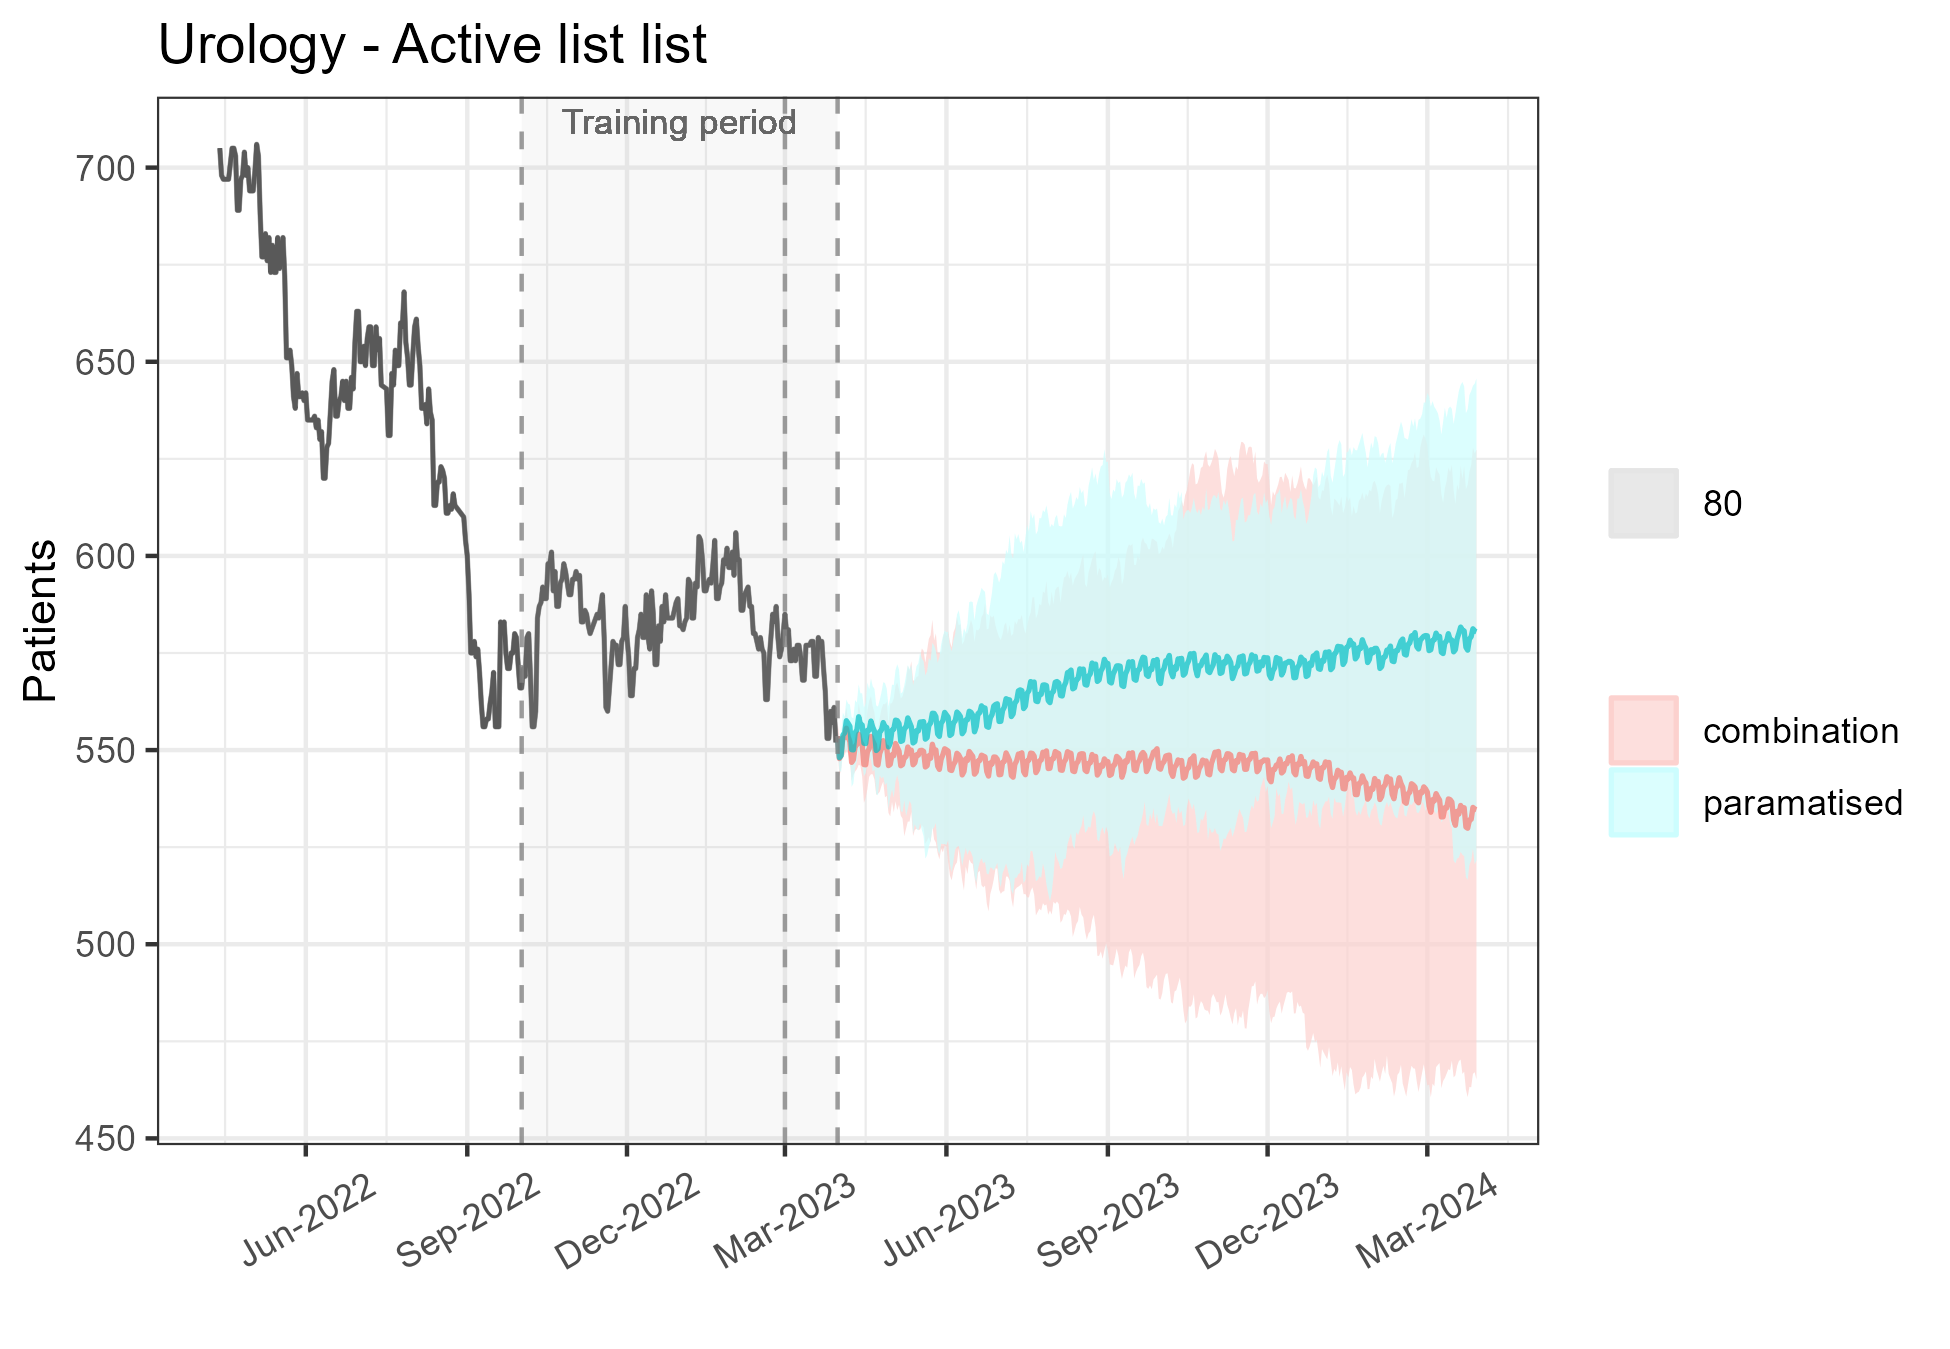 Urology - Active list list
Training period
700
650
600
550
500
450
Patients
Jun-2022
Sep-2022
Dec-2022
Mar-2023
Jun-2023
Sep-2023
Dec-2023
Mar-2024
80
combination
paramatised